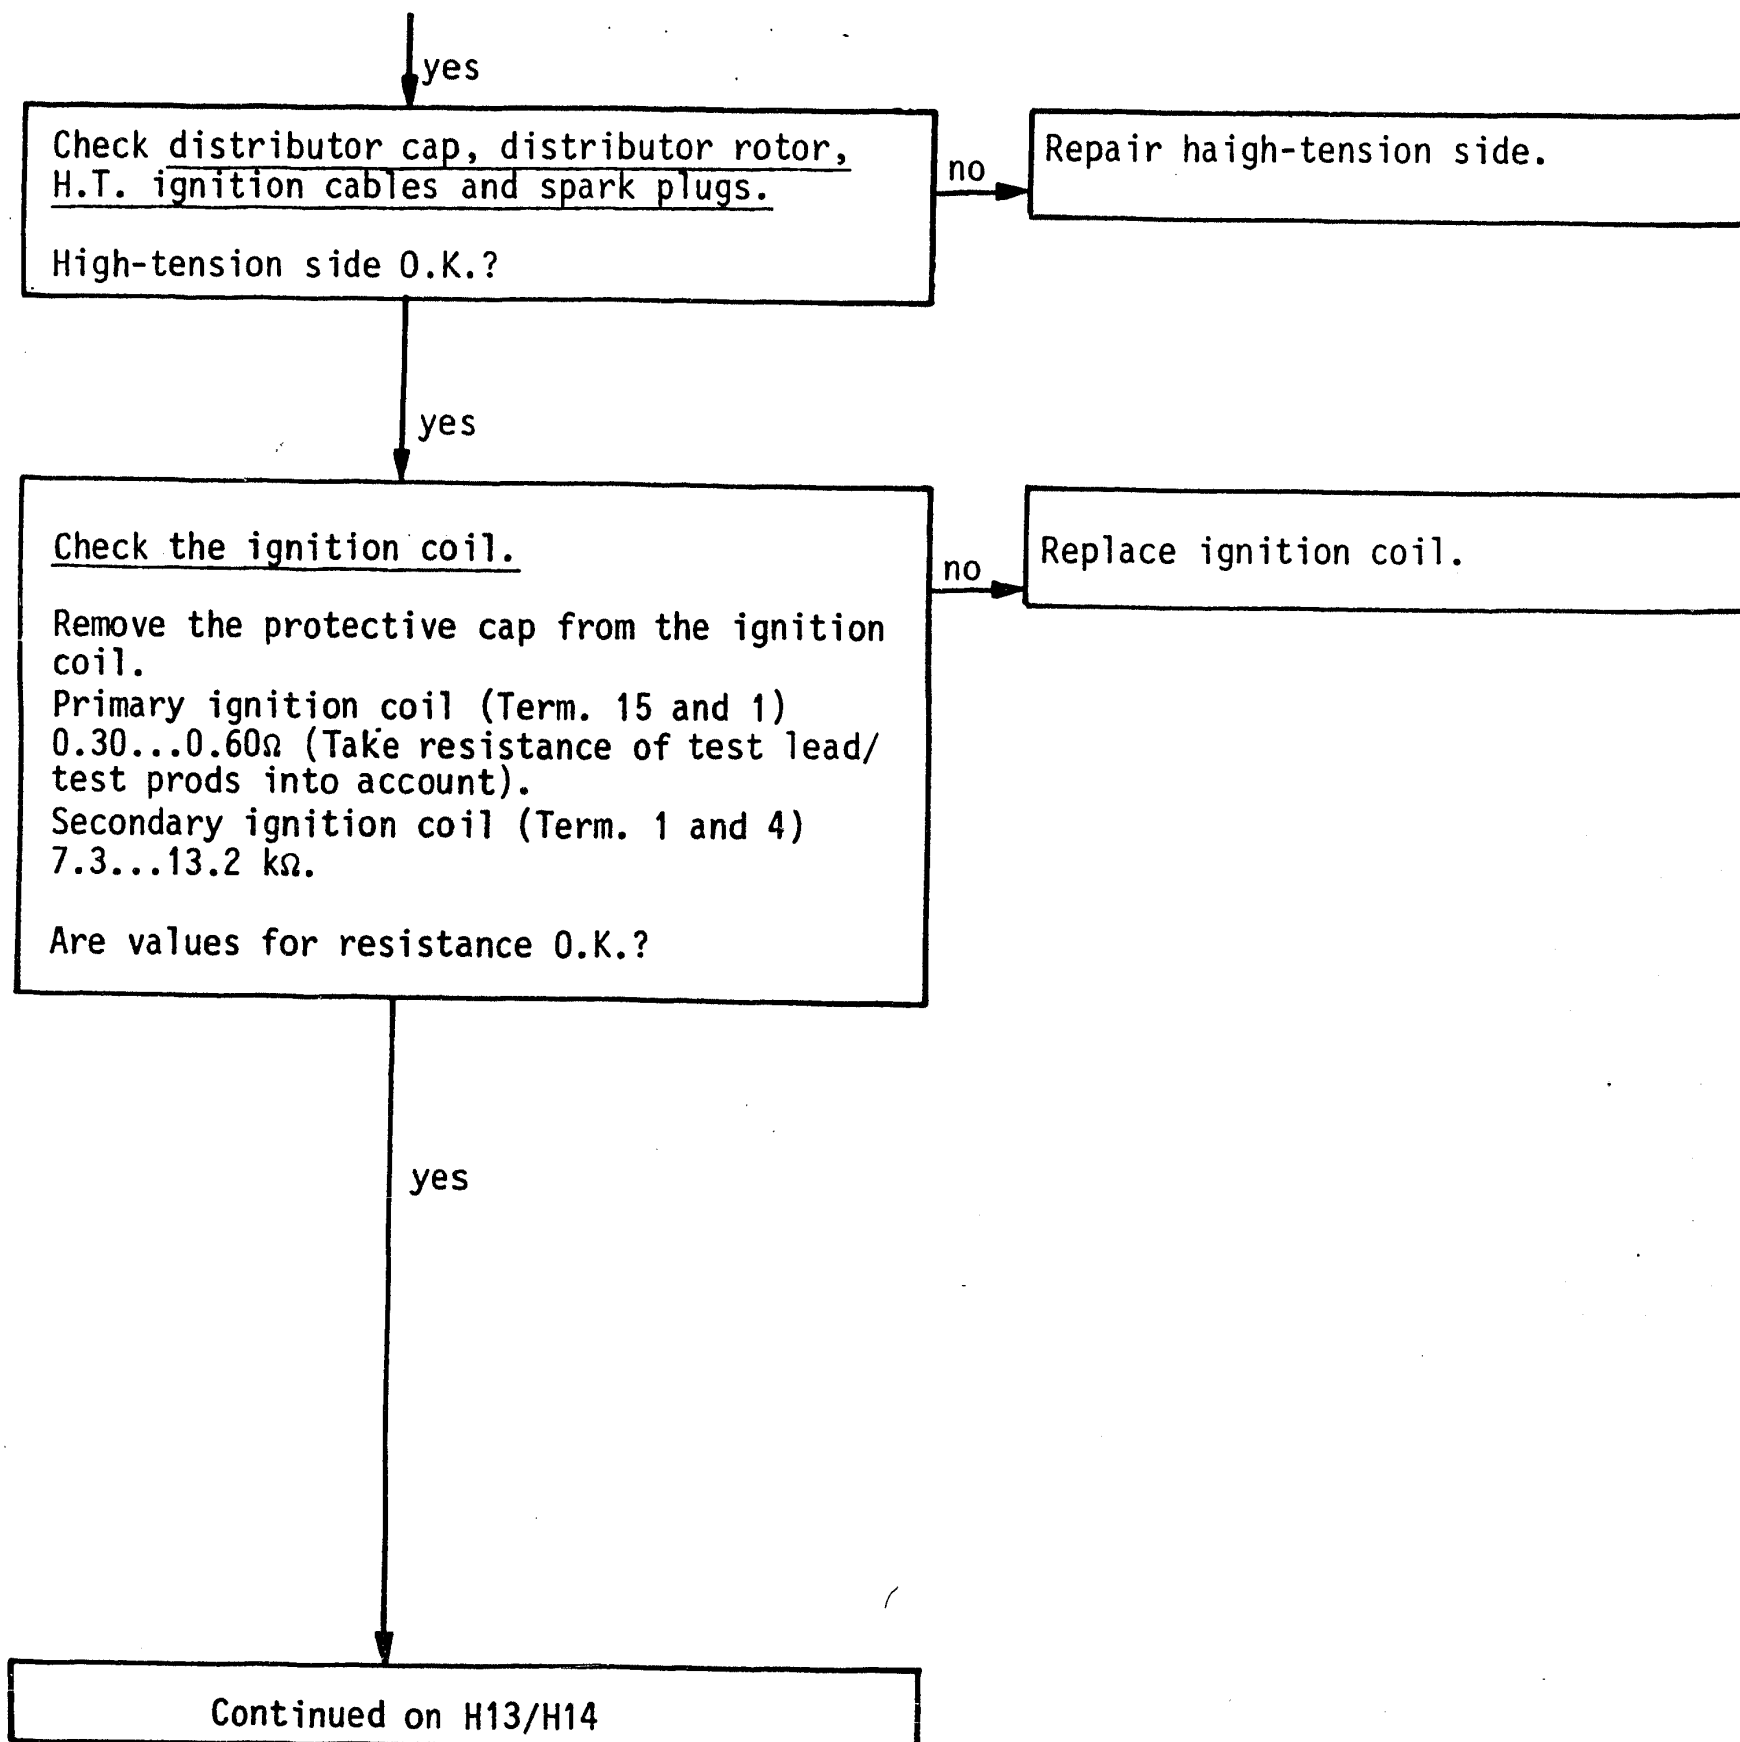 yes
Check distributor cap, distributor rotor,
H.T. ignition cables and spark plugs.
High-tension side O.K.?
no
Repair haigh-tension side.
yes
Check the ignition coil.
Remove the protective cap from the ignition
coil.
Primary ignition coil (Term. 15 and 1)
0.30...0.60Ω (Take resistance of test lead/
test prods into account).
Secondary ignition coil (Term. 1 and 4)
7.3...13.2 kΩ.
Are values for resistance O.K.?
no
Replace ignition coil.
yes
Continued on H13/H14